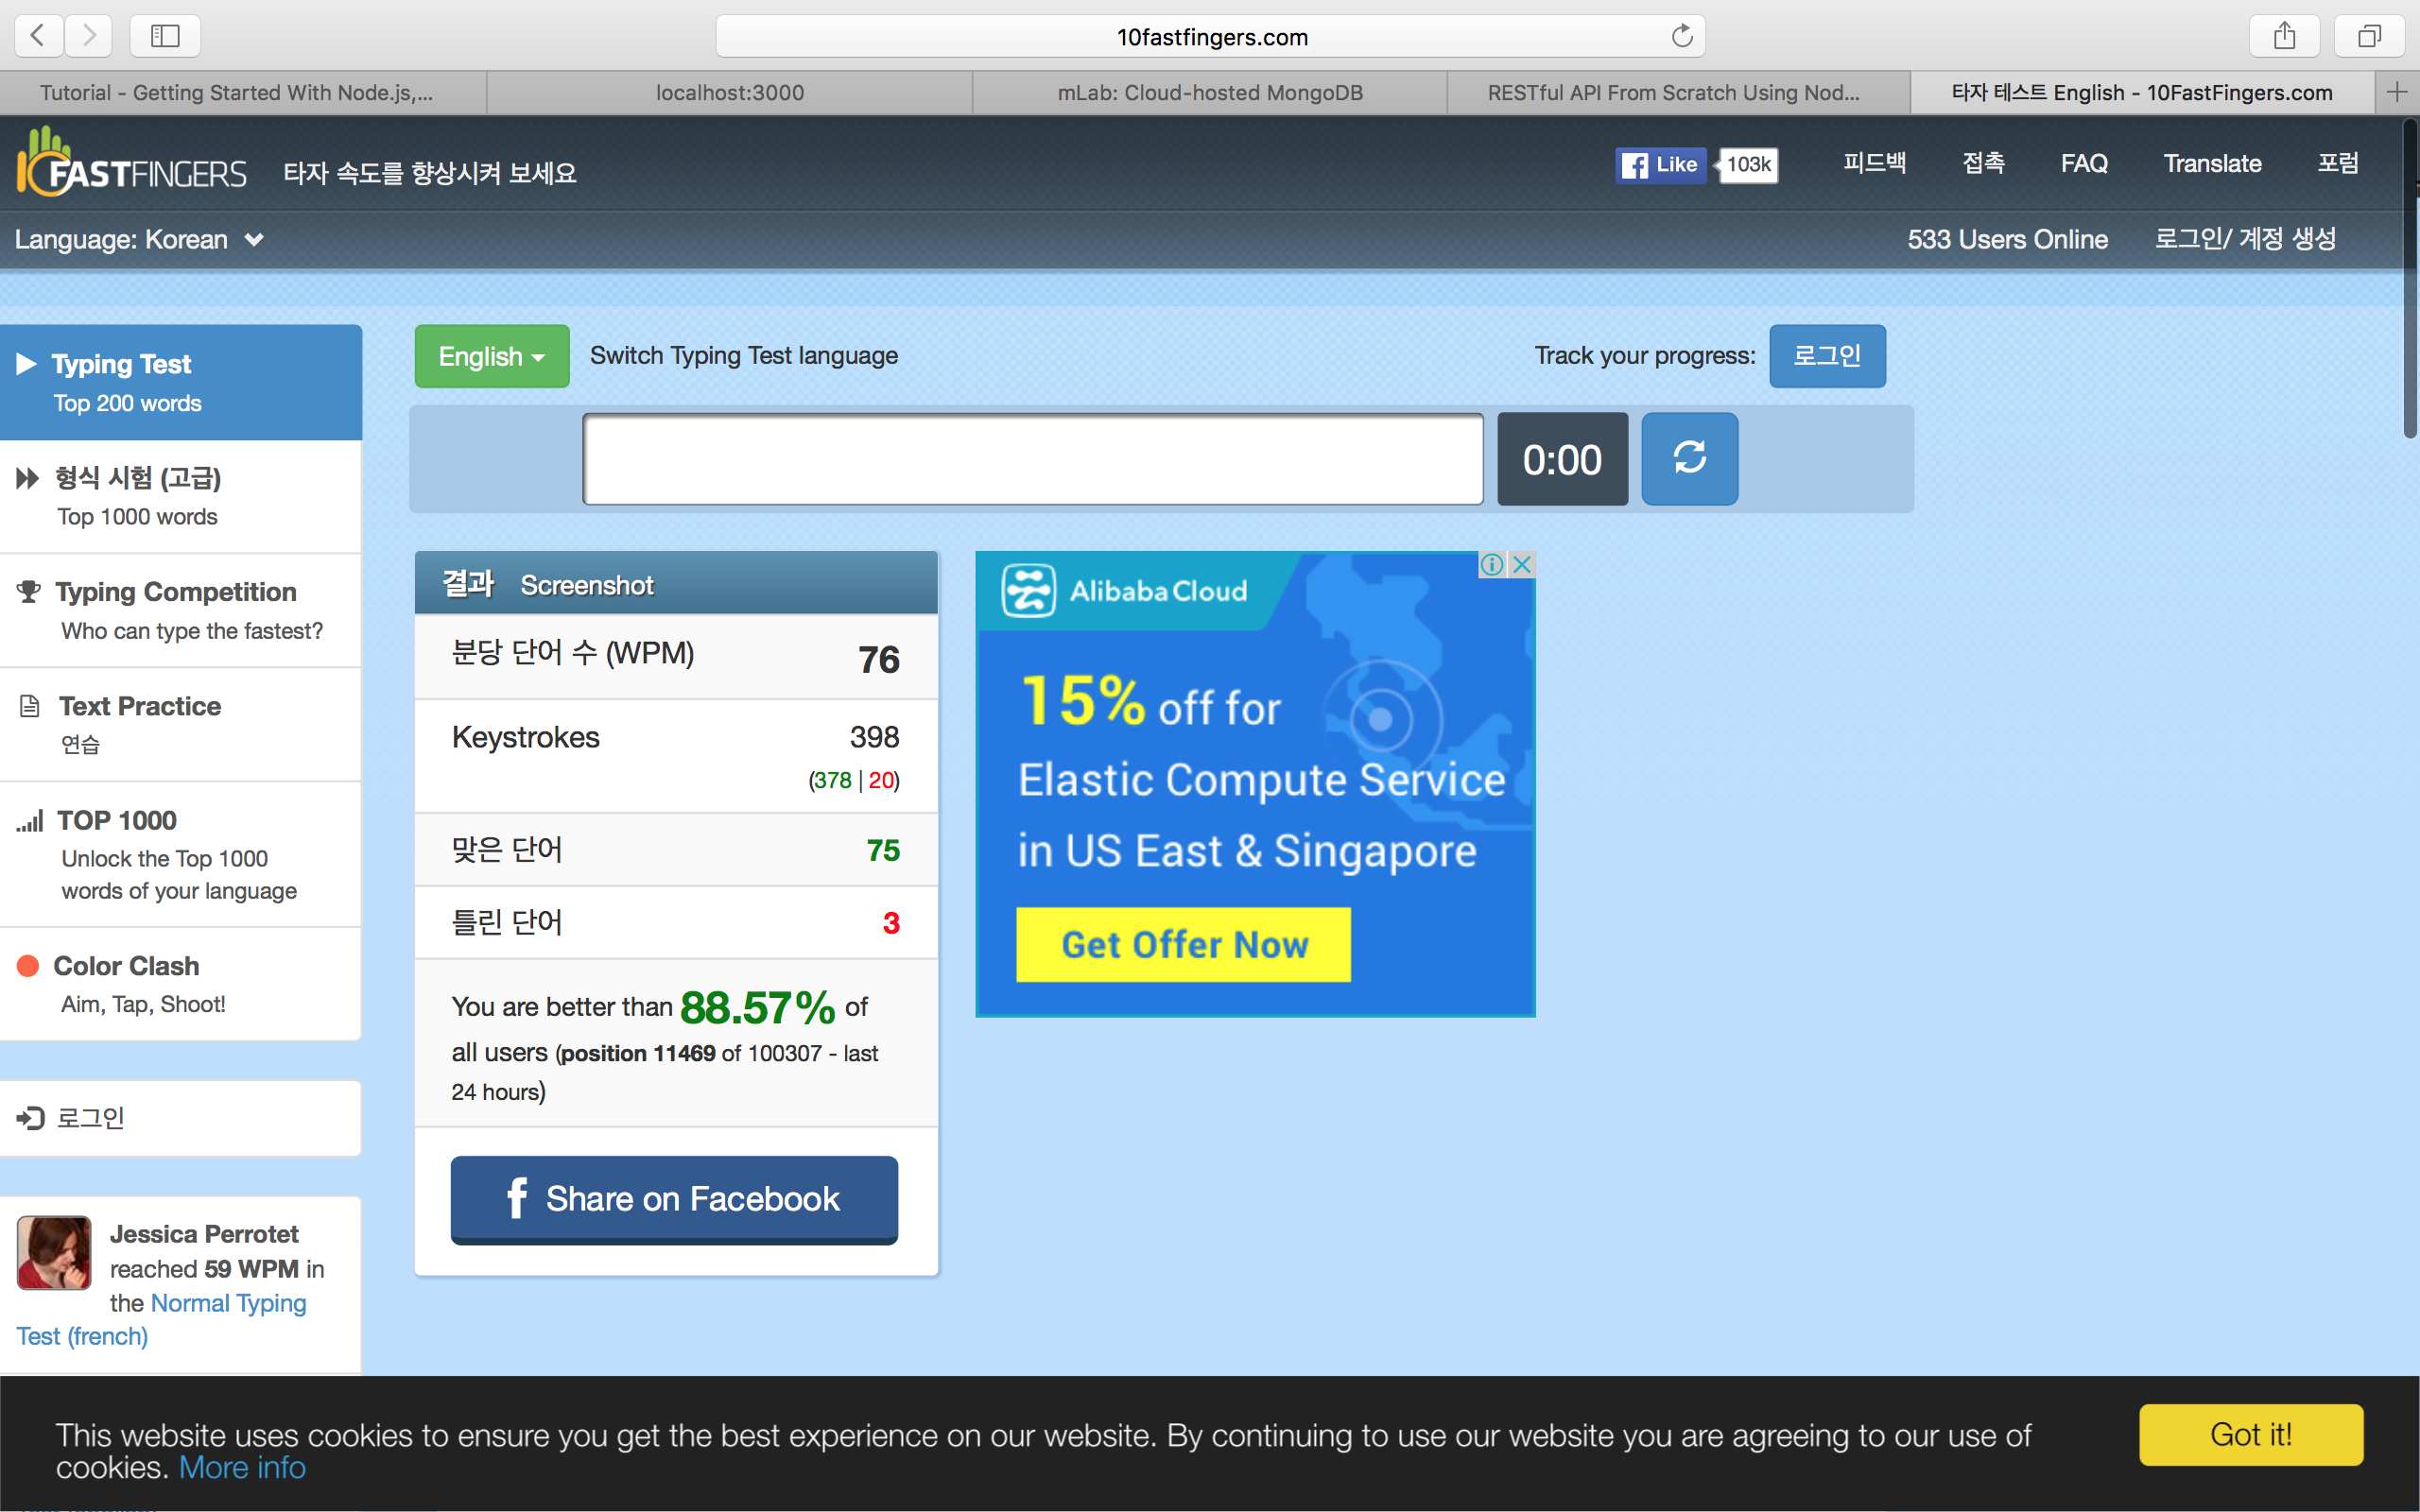 10fastfingers.com
Tutorial - Getting Started With Node.js,...
localhost:3000
mLab: Cloud-hosted MongoDB
RESTful API From Scratch Using Nod...
타자 테스트 English - 10FastFingers.com
10FASTFINGERS
타자 속도를 향상시켜 보세요
Like
103k
피드백
접촉
FAQ
Translate
포럼
Language: Korean
533 Users Online
로그인/ 계정 생성
Typing Test
Top 200 words
형식 시험 (고급)
Top 1000 words
Typing Competition
Who can type the fastest?
Text Practice
연습
TOP 1000
Unlock the Top 1000
words of your language
Color Clash
Aim, Tap, Shoot!
로그인
Jessica Perrotet
reached 59 WPM in
the Normal Typing
Test (french)
English
Switch Typing Test language
Track your progress:
로그인
0:00
결과 Screenshot
분당 단어 수 (WPM) 76
Keystrokes 398
(378 | 20)
맞은 단어 75
틀린 단어 3
You are better than 88.57% of
all users (position 11469 of 100307 - last
24 hours)
Share on Facebook
Alibaba Cloud
15% off for
Elastic Compute Service
in US East & Singapore
Get Offer Now
This website uses cookies to ensure you get the best experience on our website. By continuing to use our website you are agreeing to our use of
cookies. More info
Got it!